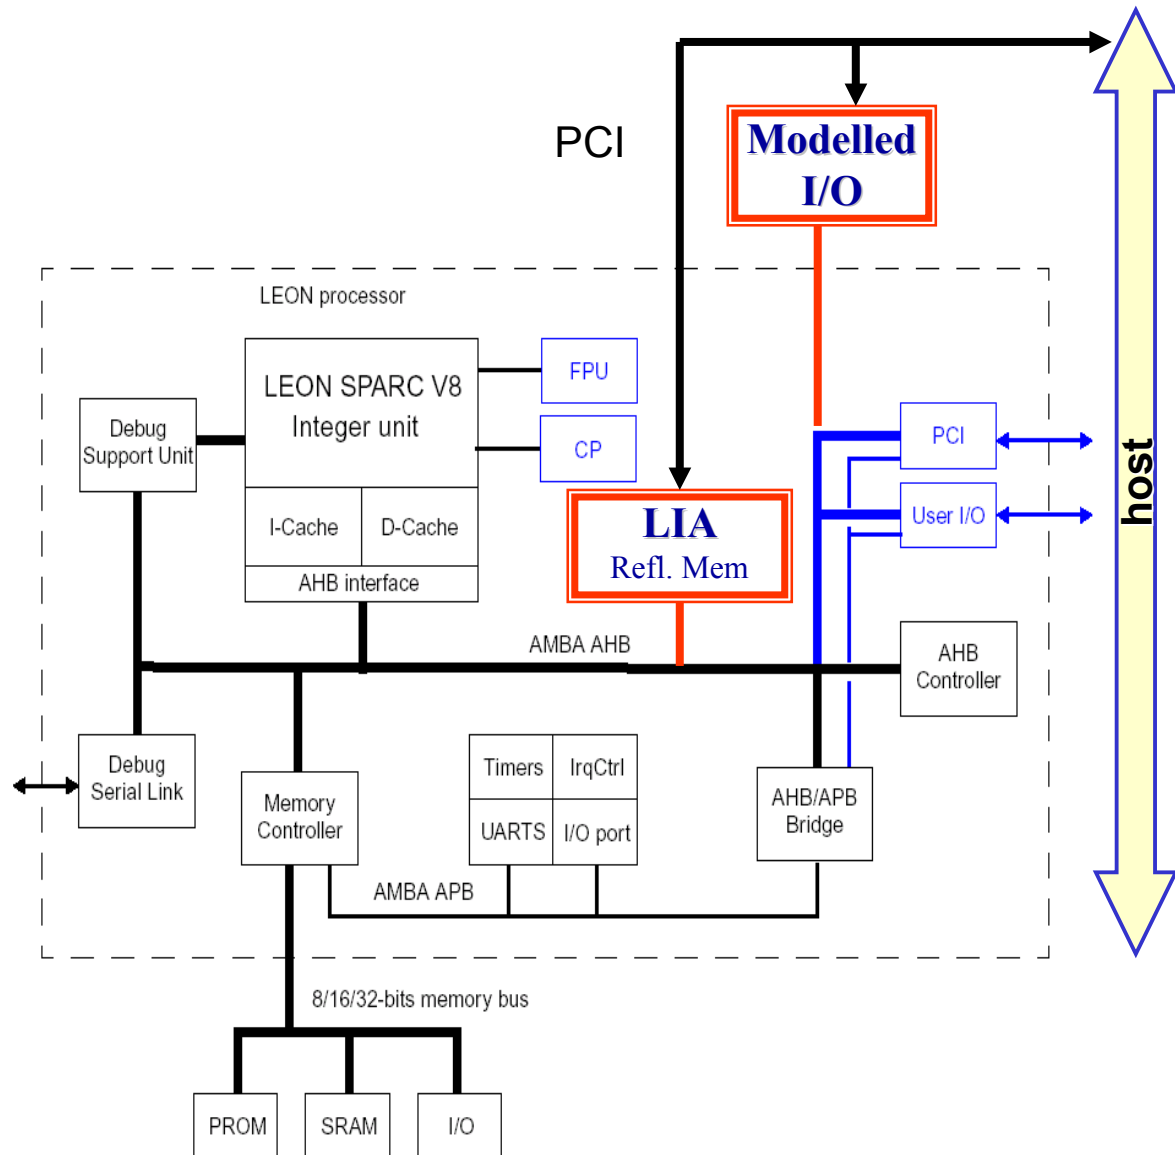 PCI
Modelled
I/O
LEON processor
LEON SPARC V8
Integer unit
FPU
CP
Debug
Support Unit
I-Cache
D-Cache
AHB interface
LIA
Refl. Mem
PCI
User I/O
host
AMBA AHB
AHB
Controller
Debug
Serial Link
Memory
Controller
Timers
IrqCtrl
UARTS
I/O port
AHB/APB
Bridge
AMBA APB
8/16/32-bits memory bus
PROM
SRAM
I/O